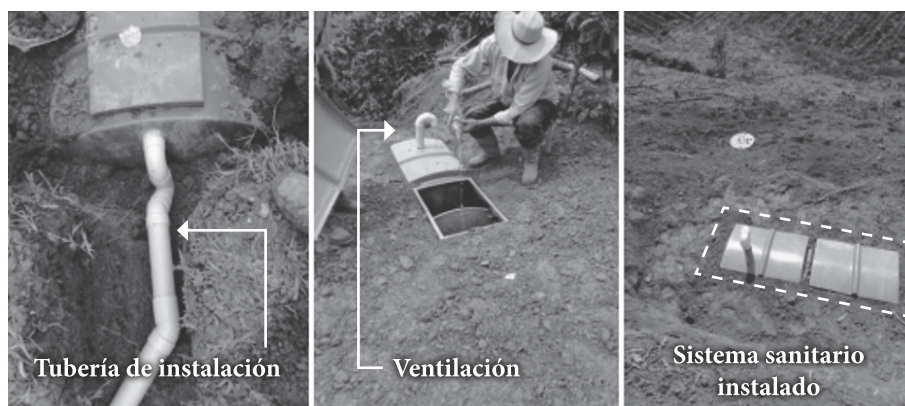 Tubería de instalación
Ventilación
Sistema sanitario
instalado